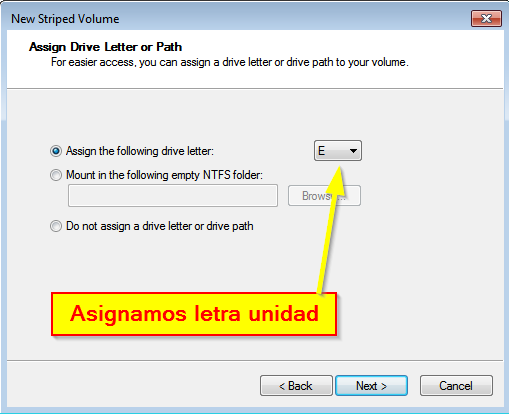 New Striped Volume
Assign Drive Letter or Path
For easier access, you can assign a drive letter or drive path to your volume.
Assign the following drive letter: E
Mount in the following empty NTFS folder:
Browse...
Do not assign a drive letter or drive path
Asignamos letra unidad
< Back Next > Cancel